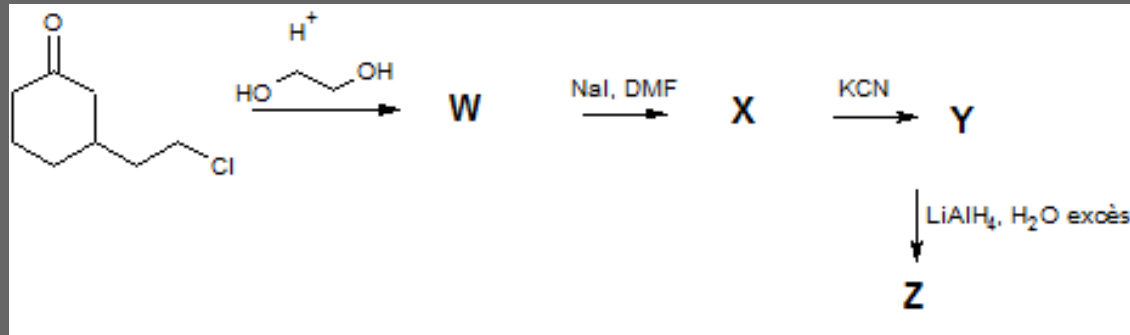 O
H+
HO
OH
Cl
W
NaI, DMF
X
KCN
Y
LiAlH4, H2O excès
Z